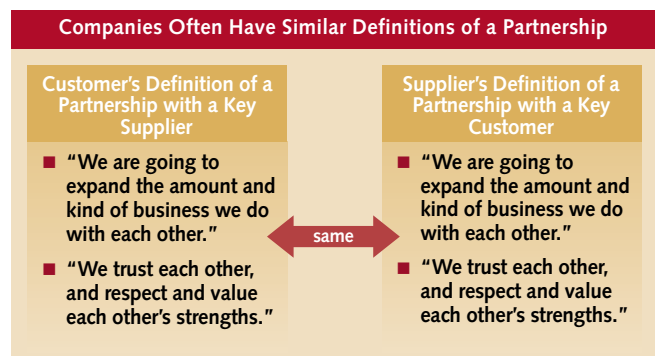 Companies Often Have Similar Definitions of a Partnership
Customer’s Definition of a
Partnership with a Key
Supplier
■ “We are going to
expand the amount and
kind of business we do
with each other.”
■ “We trust each other,
and respect and value
each other’s strengths.”
same
Supplier’s Definition of a
Partnership with a Key
Customer
■ “We are going to
expand the amount and
kind of business we do
with each other.”
■ “We trust each other,
and respect and value
each other’s strengths.”